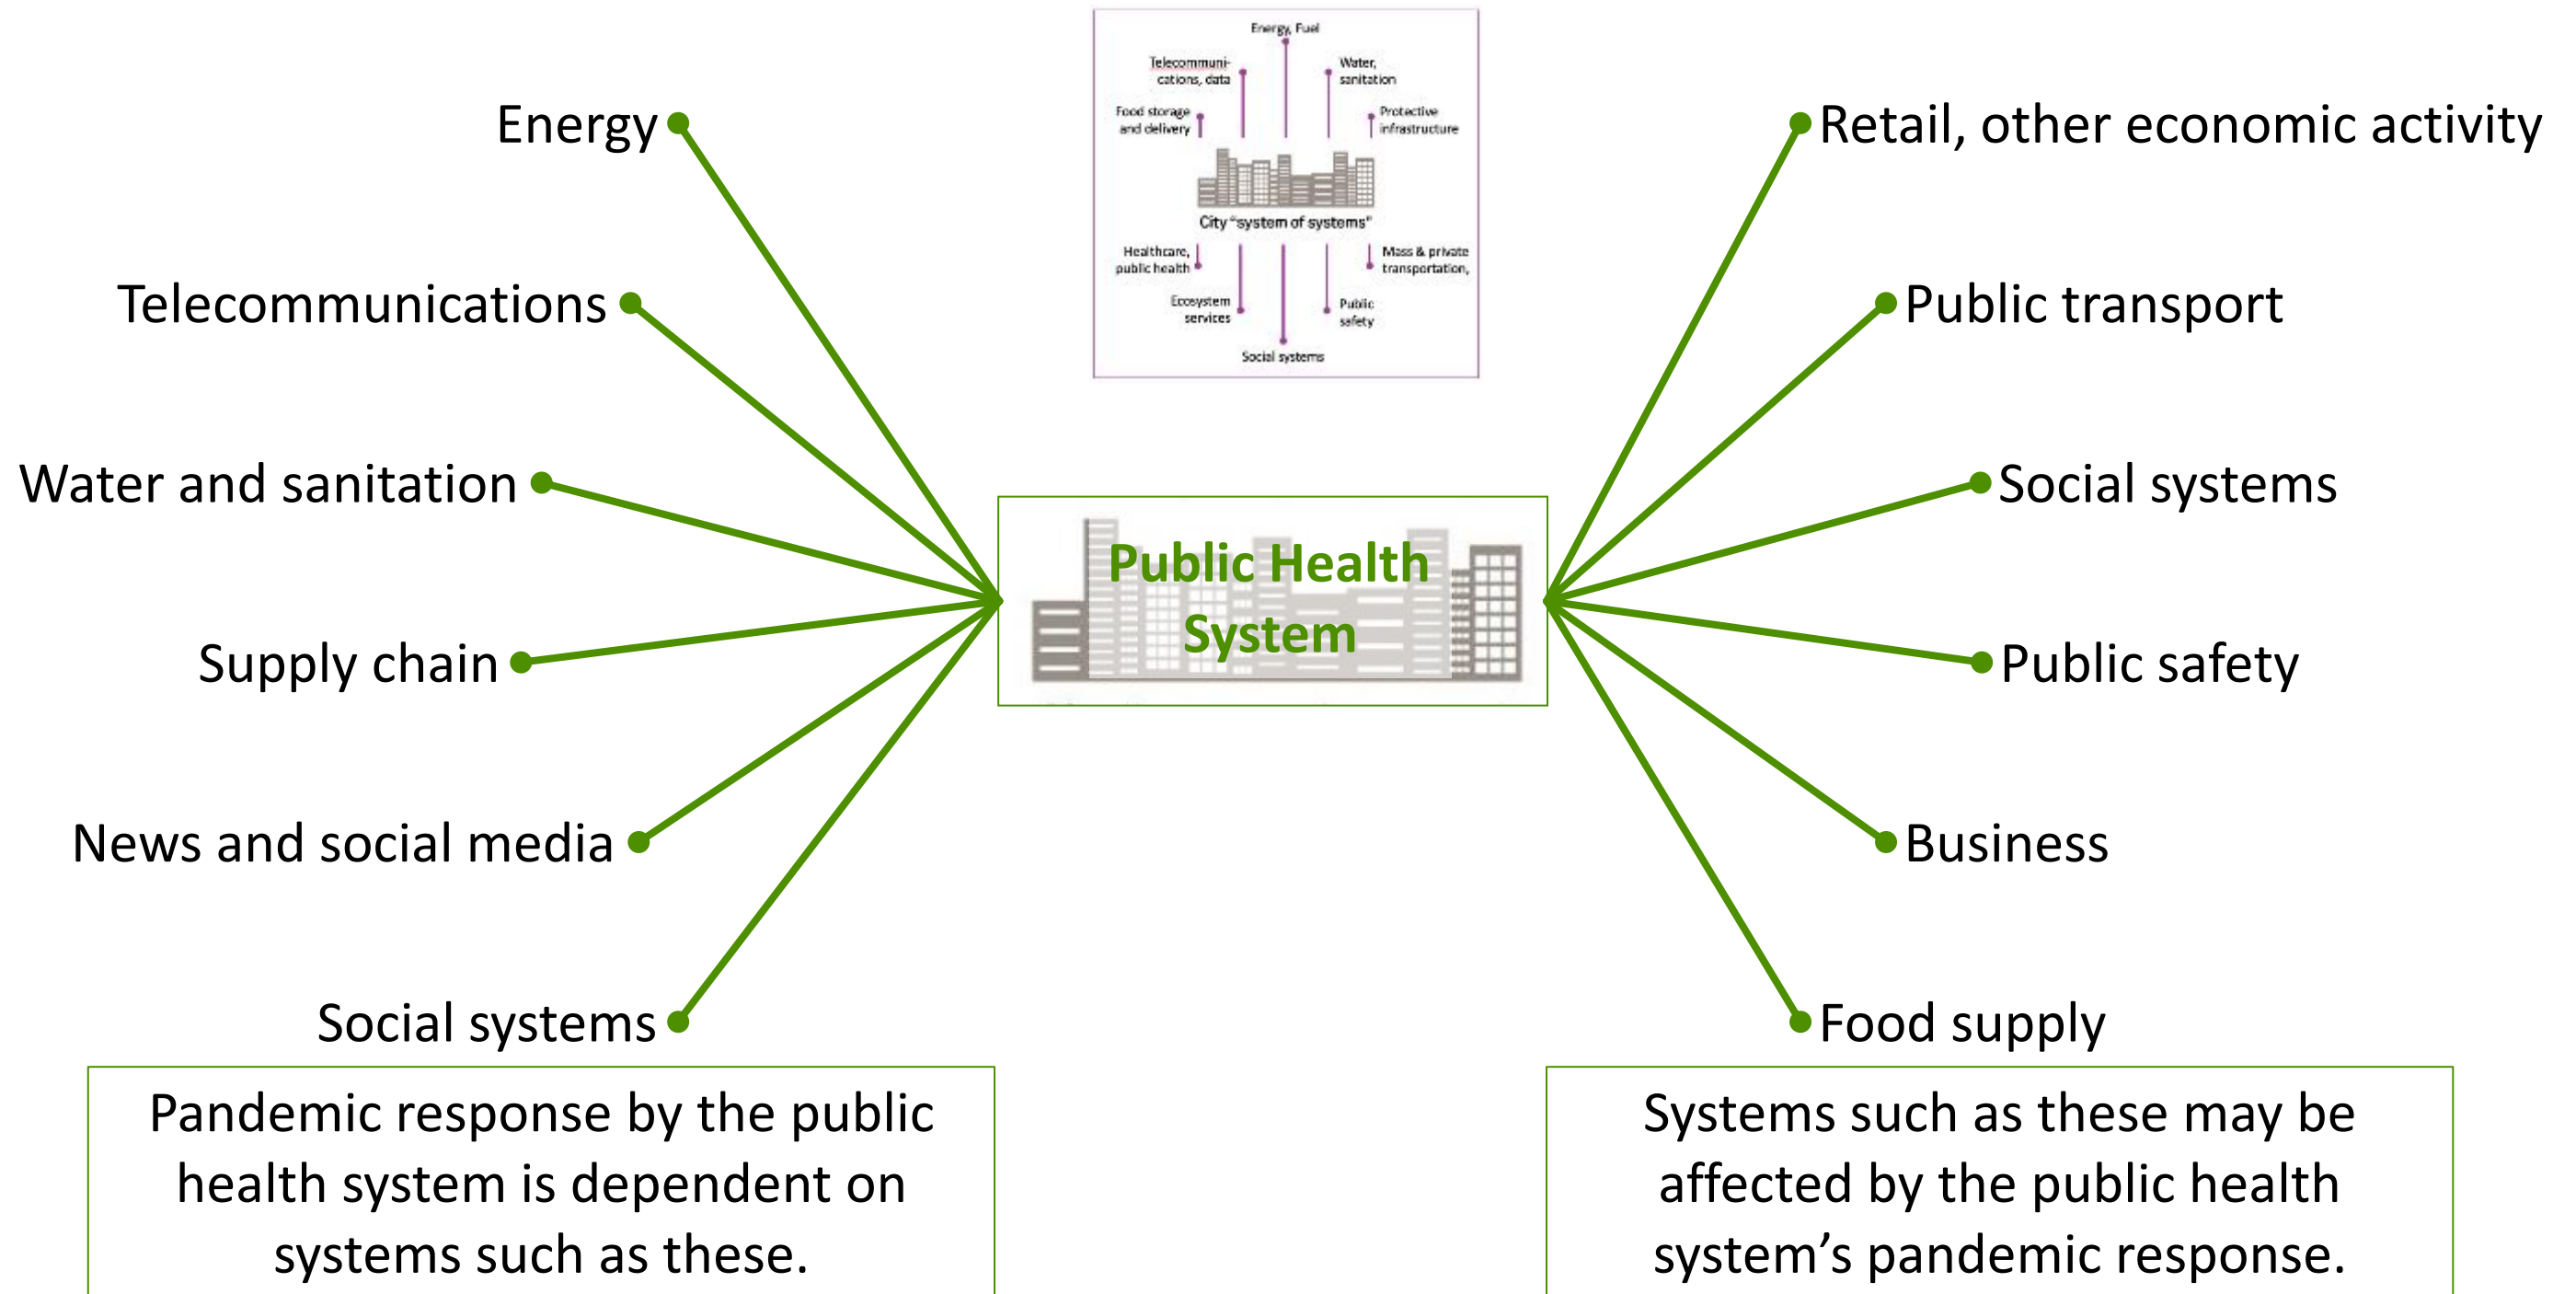 Energy, Fuel
Telecommuni-
cations, data
Water,
sanitation
Food storage
and delivery
Protective
infrastructure
City "system of systems"
Healthcare,
public health
Mass & private
transportation,
Ecosystem
services
Public
safety
Social systems
Energy
Telecommunications
Water and sanitation
Supply chain
News and social media
Social systems
Public Health
System
Retail, other economic activity
Public transport
Social systems
Public safety
Business
Food supply
Pandemic response by the public
health system is dependent on
systems such as these.
Systems such as these may be
affected by the public health
system’s pandemic response.